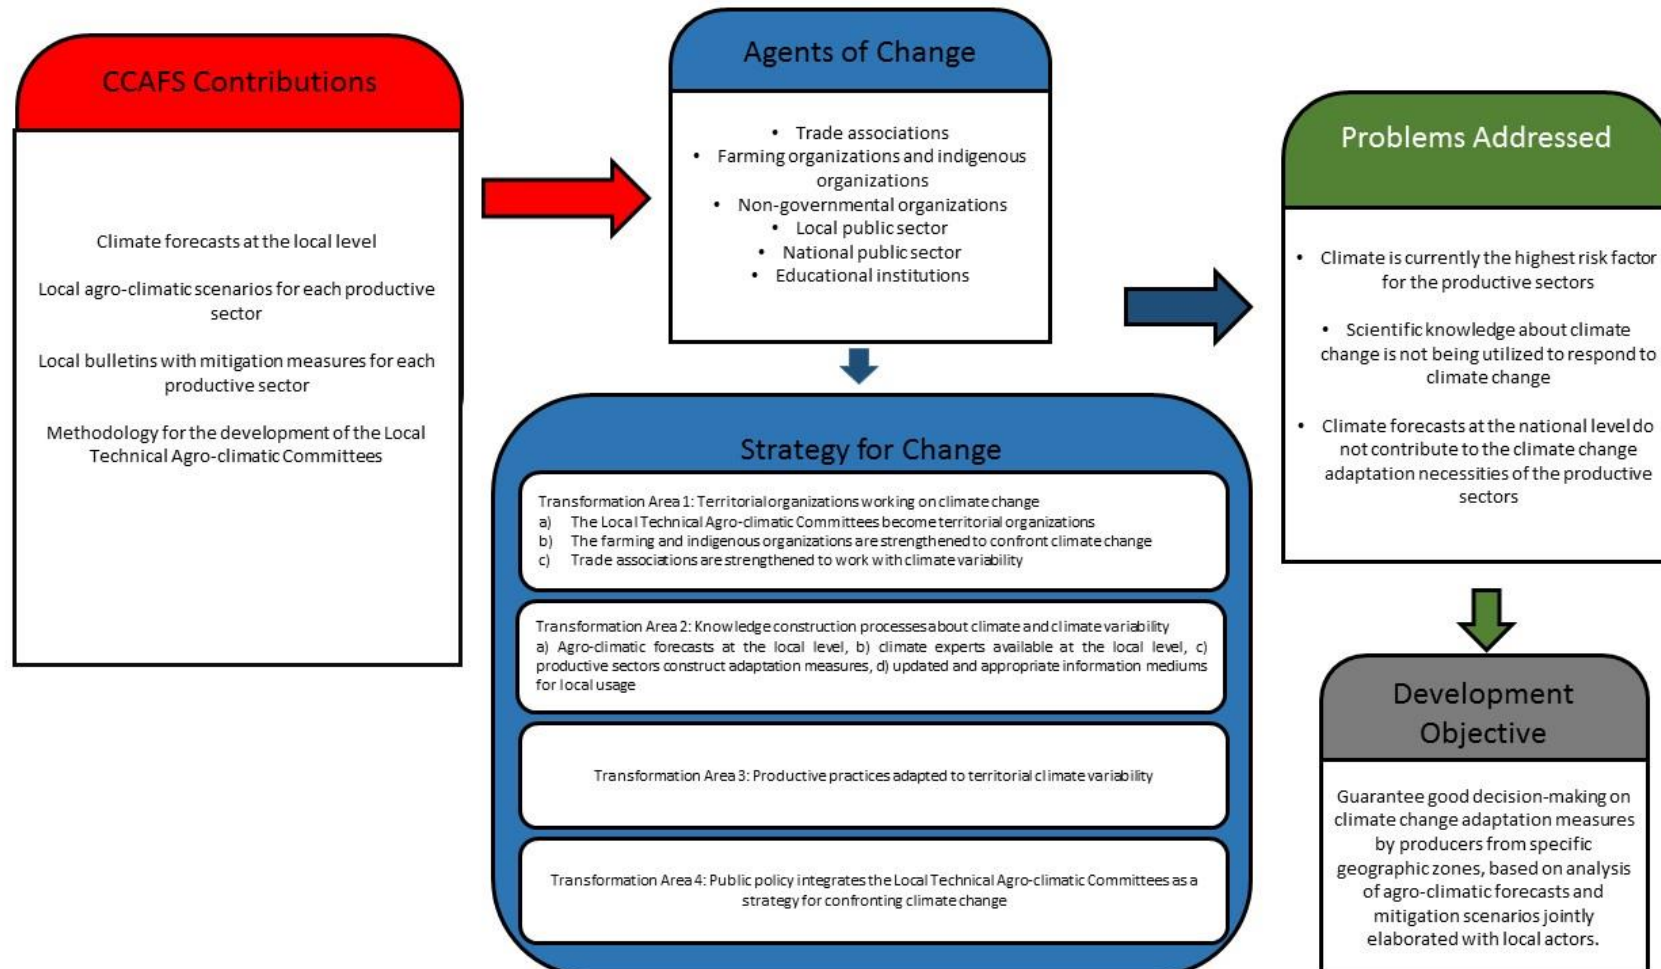 CCAFS Contributions
Climate forecasts at the local level
Local agro-climatic scenarios for each productive
sector
Local bulletins with mitigation measures for each
productive sector
Methodology for the development of the Local
Technical Agro-climatic Committees
Agents of Change
• Trade associations
• Farming organizations and indigenous
organizations
• Non-governmental organizations
• Local public sector
• National public sector
• Educational institutions
Strategy for Change
Transformation Area 1: Territorial organizations working on climate change
a) The Local Technical Agro-climatic Committees become territorial organizations
b) The farming and indigenous organizations are strengthened to confront climate change
c) Trade associations are strengthened to work with climate variability
Transformation Area 2: Knowledge construction processes about climate and climate variability
a) Agro-climatic forecasts at the local level, b) climate experts available at the local level, c)
productive sectors construct adaptation measures, d) updated and appropriate information mediums
for local usage
Transformation Area 3: Productive practices adapted to territorial climate variability
Transformation Area 4: Public policy integrates the Local Technical Agro-climatic Committees as a
strategy for confronting climate change
Problems Addressed
• Climate is currently the highest risk factor
for the productive sectors
• Scientific knowledge about climate
change is not being utilized to respond to
climate change
• Climate forecasts at the national level do
not contribute to the climate change
adaptation necessities of the productive
sectors
Development
Objective
Guarantee good decision-making on
climate change adaptation measures
by producers from specific
geographic zones, based on analysis
of agro-climatic forecasts and
mitigation scenarios jointly
elaborated with local actors.